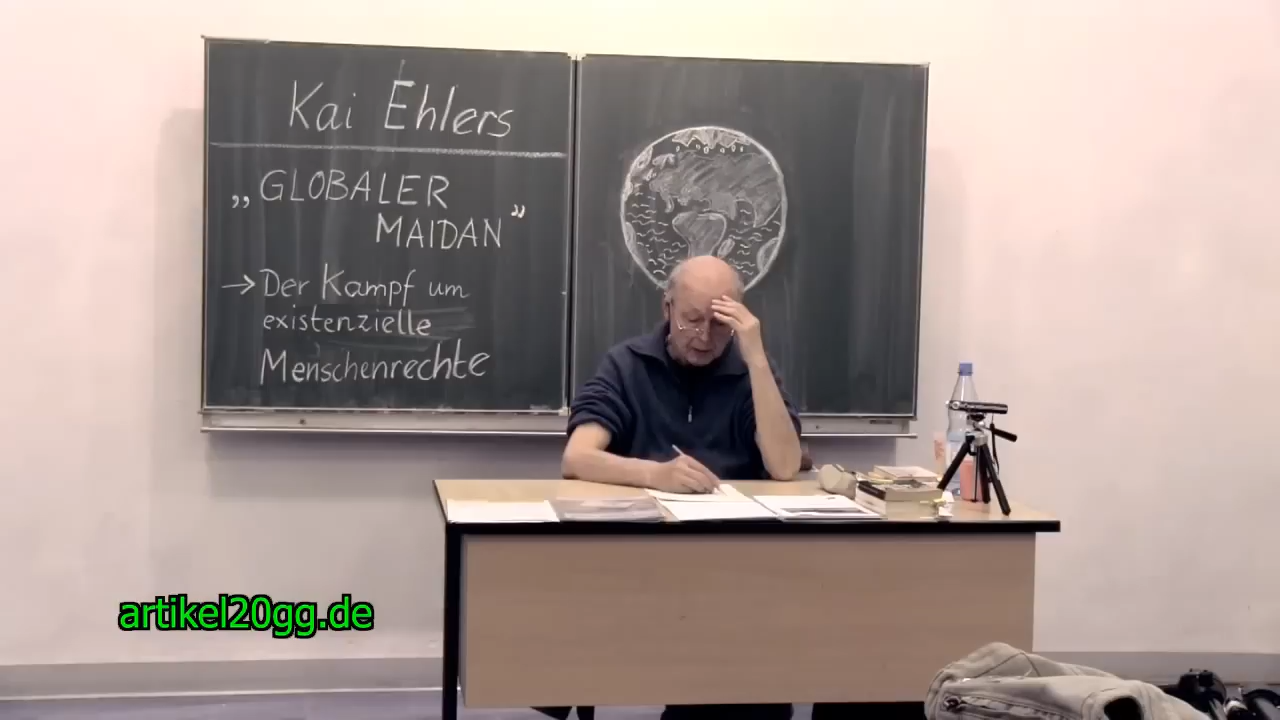 Kai Ehlers
„GLOBALER
MAIDAN”
→ Der Kampf um
existenzielle
Menschenrechte
artikel20gg.de